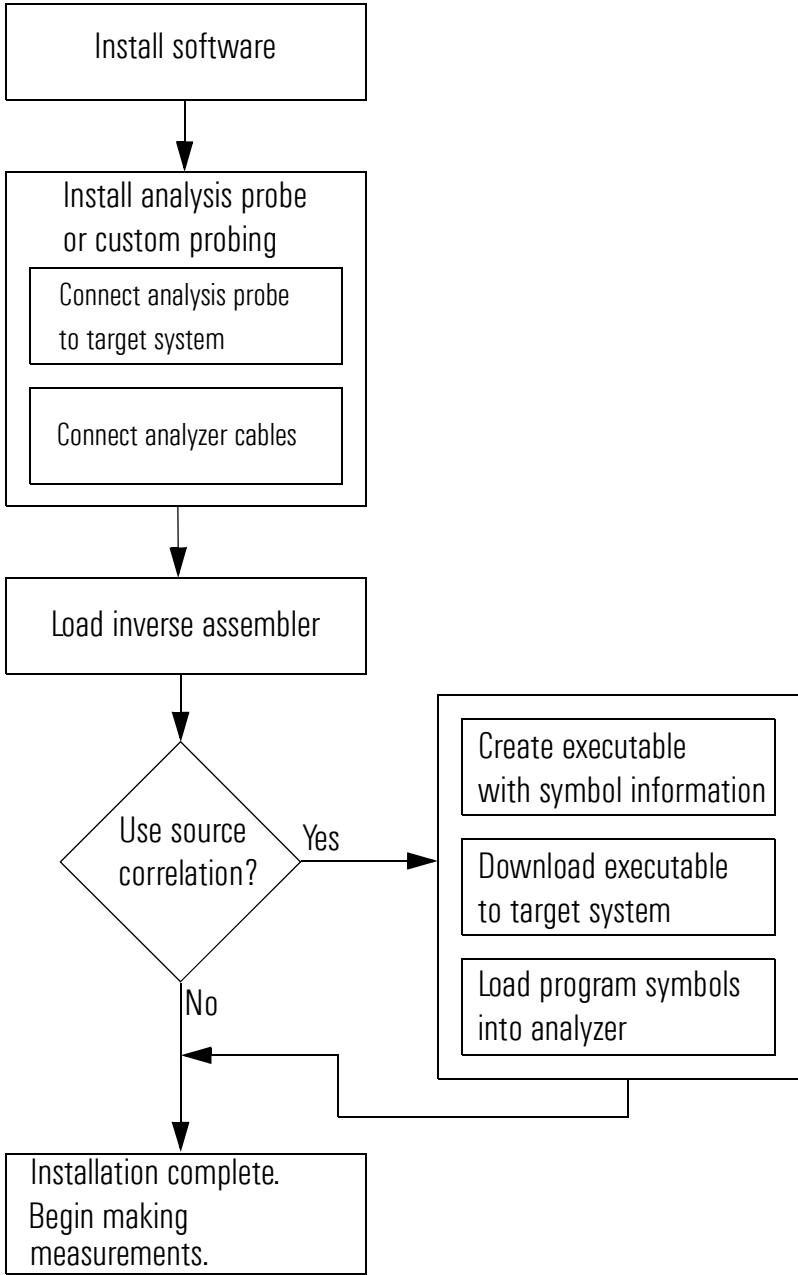 Install software
Install analysis probe
or custom probing
Connect analysis probe
to target system
Connect analyzer cables
Load inverse assembler
Use source
correlation?
Yes
No
Create executable
with symbol information
Download executable
to target system
Load program symbols
into analyzer
Installation complete.
Begin making
measurements.